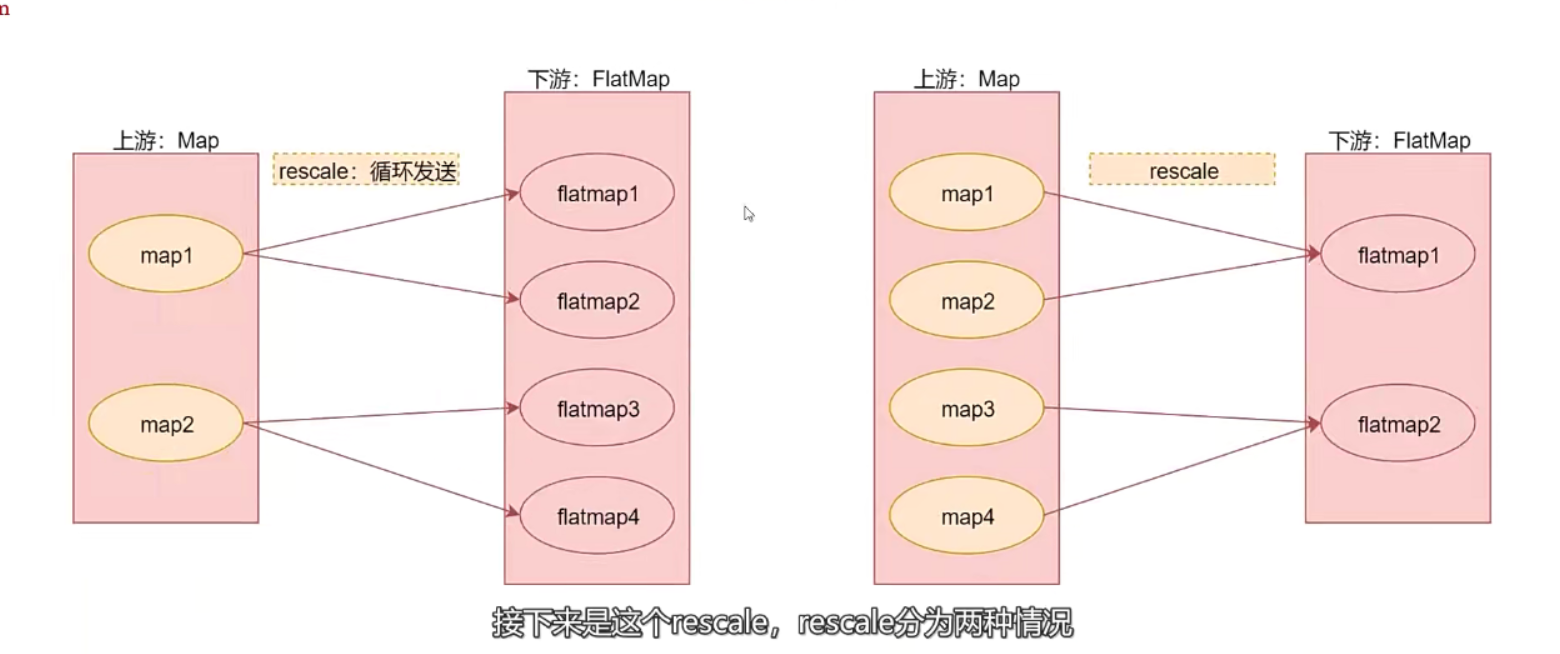 n
上游：Map
rescale：循环发送
map1
map2
下游：FlatMap
flatmap1
flatmap2
flatmap3
flatmap4
上游：Map
map1
map2
map3
map4
rescale
下游：FlatMap
flatmap1
flatmap2
接下来是这个rescale，rescale分为两种情况